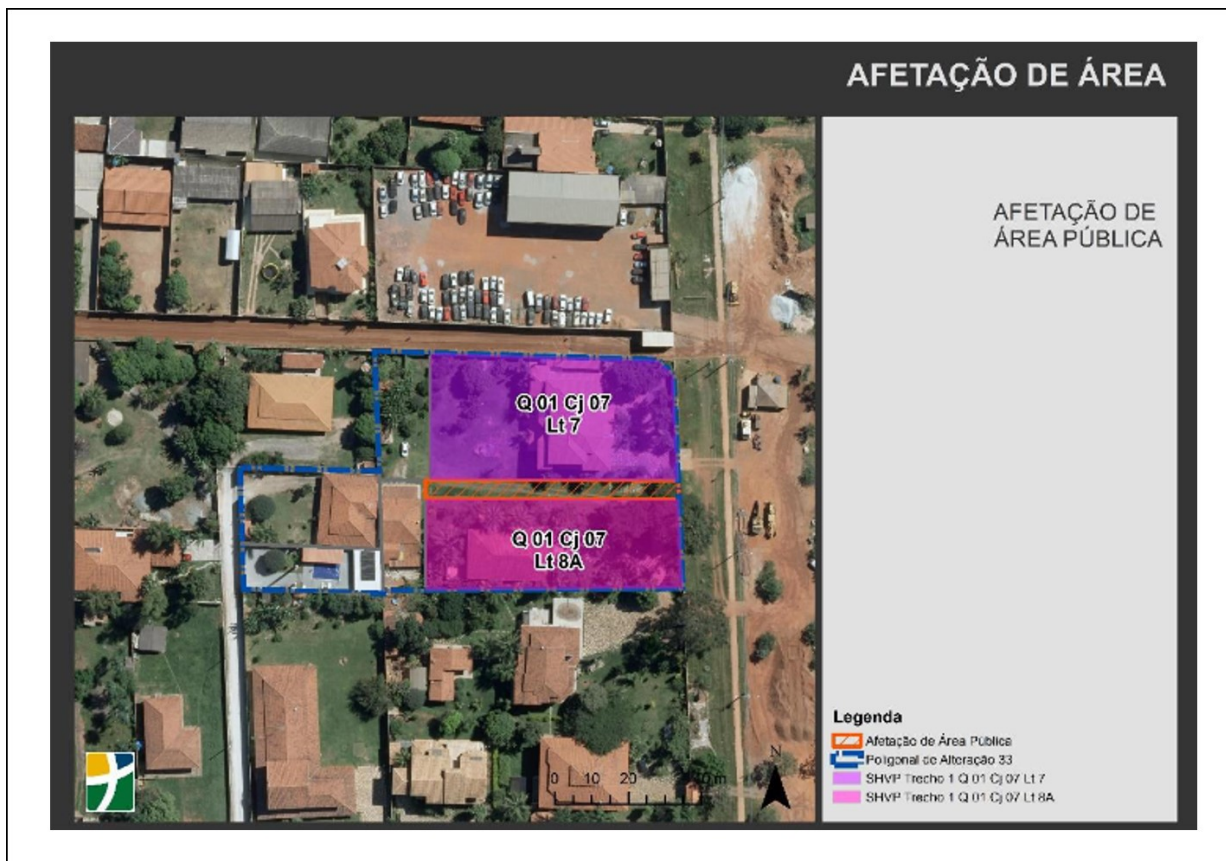 AFETAÇÃO DE ÁREA
AFETAÇÃO DE
ÁREA PÚBLICA
Q 01 Cj 07
Lt 7
Q 01 Cj 07
Lt 8A
Legenda
Afetação de Área Pública
Poligonal de Alteração 33
SHVP Trecho 1 Q 01 Cj 07 Lt 7
SHVP Trecho 1 Q 01 Cj 07 Lt 8A
N
0 10 20 m